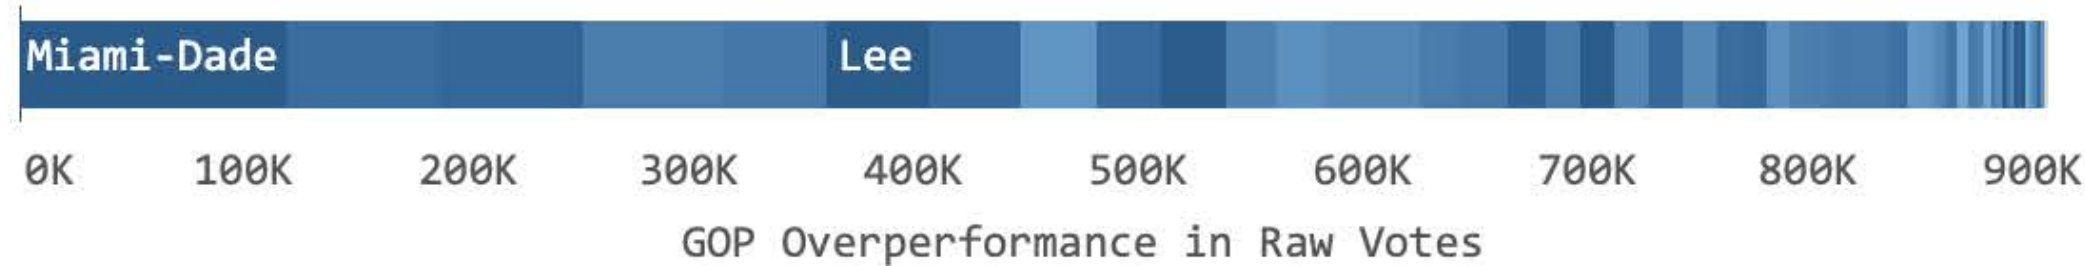 Miami-Dade Lee
0K 100K 200K 300K 400K 500K 600K 700K 800K 900K
GOP Overperformance in Raw Votes